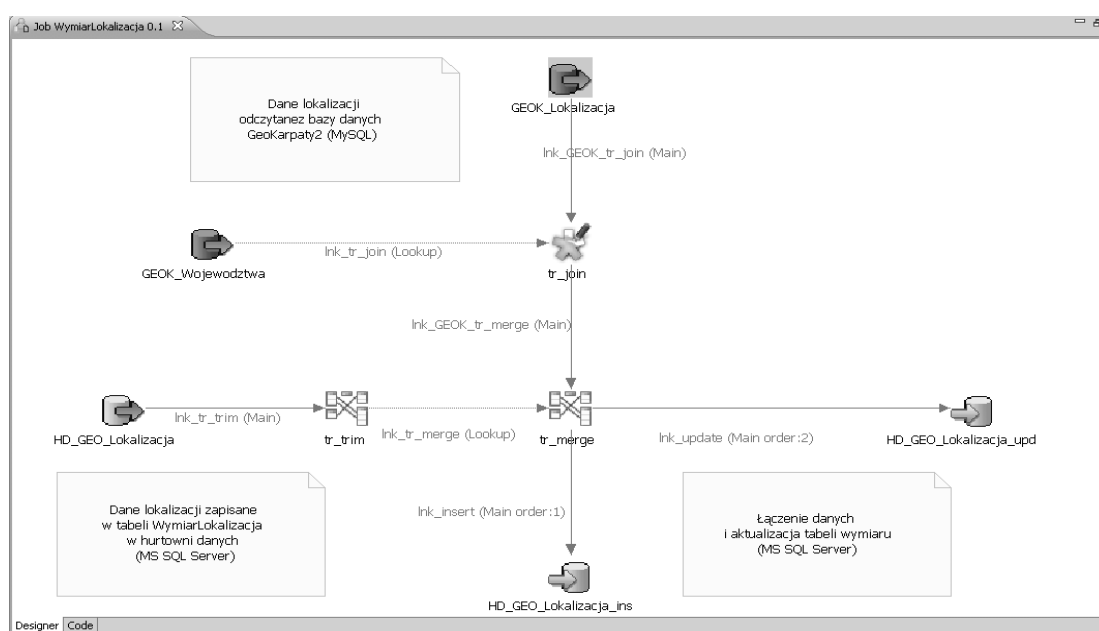 Job WymiarLokalizacja 0.1
Dane lokalizacji
odczytanez bazy danych
GeoKarpaty2 (MySQL)
GEOK_Lokalizacja
lnk_GEOK_tr_join (Main)
GEOK_Wojewodztwa
lnk_tr_join (Lookup)
tr_join
lnk_GEOK_tr_merge (Main)
HD_GEO_Lokalizacja
lnk_tr_trim (Main)
tr_trim
lnk_tr_merge (Lookup)
tr_merge
lnk_update (Main order:2)
HD_GEO_Lokalizacja_upd
Dane lokalizacji zapisane
w tabeli WymiarLokalizacja
w hurtowni danych
(MS SQL Server)
lnk_insert (Main order:1)
Łączenie danych
i aktualizacja tabeli wymiaru
(MS SQL Server)
HD_GEO_Lokalizacja_ins
Designer Code